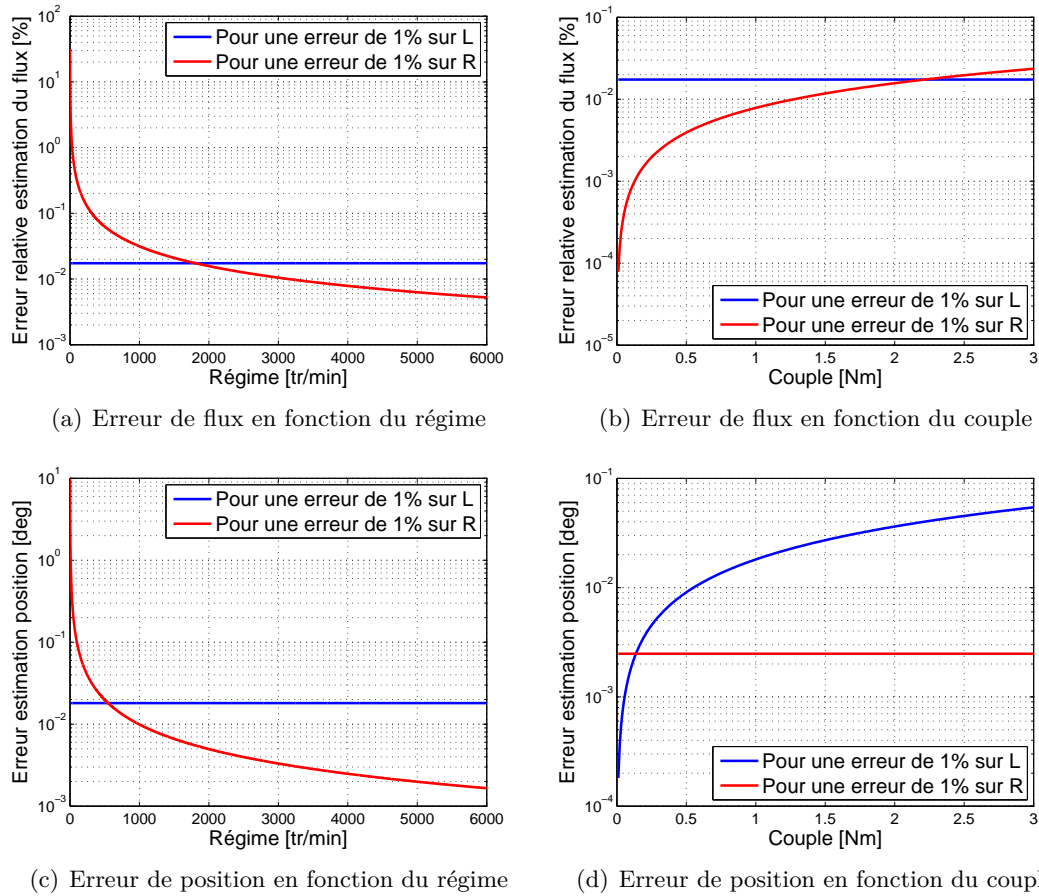 Erreur relative estimation du flux [%]
10²
10¹
10⁰
10⁻¹
10⁻²
10⁻³
Pour une erreur de 1% sur L
Pour une erreur de 1% sur R
0 1000 2000 3000 4000 5000 6000
Régime [tr/min]
(a) Erreur de flux en fonction du régime
Erreur relative estimation du flux [%]
10⁻¹
10⁻²
10⁻³
10⁻⁴
10⁻⁵
Pour une erreur de 1% sur L
Pour une erreur de 1% sur R
0 0.5 1 1.5 2 2.5 3
Couple [Nm]
(b) Erreur de flux en fonction du couple
Erreur estimation position [deg]
10¹
10⁰
10⁻¹
10⁻²
10⁻³
Pour une erreur de 1% sur L
Pour une erreur de 1% sur R
0 1000 2000 3000 4000 5000 6000
Régime [tr/min]
(c) Erreur de position en fonction du régime
Erreur estimation position [deg]
10⁻¹
10⁻²
10⁻³
10⁻⁴
Pour une erreur de 1% sur L
Pour une erreur de 1% sur R
0 0.5 1 1.5 2 2.5 3
Couple [Nm]
(d) Erreur de position en fonction du coupl